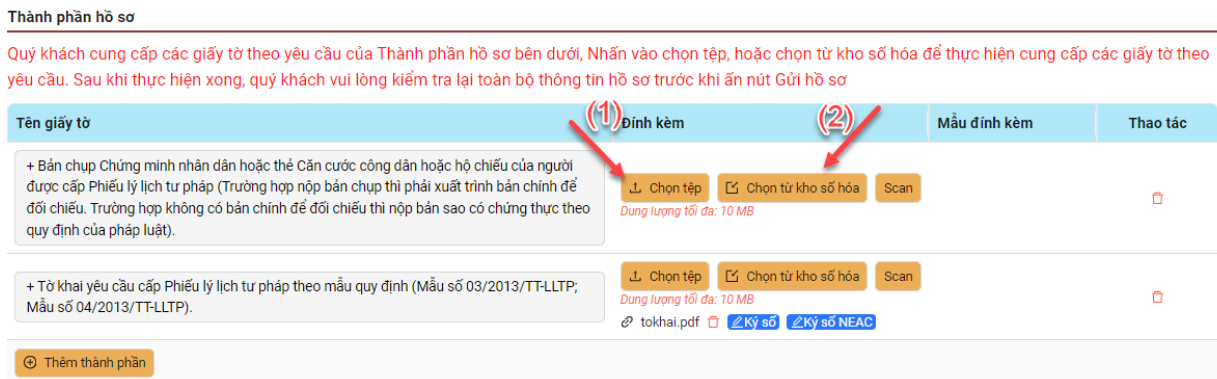 Thành phần hồ sơ
Quý khách cung cấp các giấy tờ theo yêu cầu của Thành phần hồ sơ bên dưới, Nhấn vào chọn tệp, hoặc chọn từ kho số hóa để thực hiện cung cấp các giấy tờ theo
yêu cầu. Sau khi thực hiện xong, quý khách vui lòng kiểm tra lại toàn bộ thông tin hồ sơ trước khi ấn nút Gửi hồ sơ
Tên giấy tờ (1) Đính kèm (2) Mẫu đính kèm Thao tác
+ Bản chụp Chứng minh nhân dân hoặc thẻ Căn cước công dân hoặc hộ chiếu của người
được cấp Phiếu lý lịch tư pháp (Trường hợp nộp bản chụp thì phải xuất trình bản chính để
đối chiếu. Trường hợp không có bản chính để đối chiếu thì nộp bản sao có chứng thực theo
quy định của pháp luật).
Chọn tệp Chọn từ kho số hóa Scan
Dung lượng tối đa: 10 MB
+ Tờ khai yêu cầu cấp Phiếu lý lịch tư pháp theo mẫu quy định (Mẫu số 03/2013/TT-LLTP;
Mẫu số 04/2013/TT-LLTP).
Chọn tệp Chọn từ kho số hóa Scan
Dung lượng tối đa: 10 MB
tokhai.pdf Ký số Ký số NEAC
Thêm thành phần